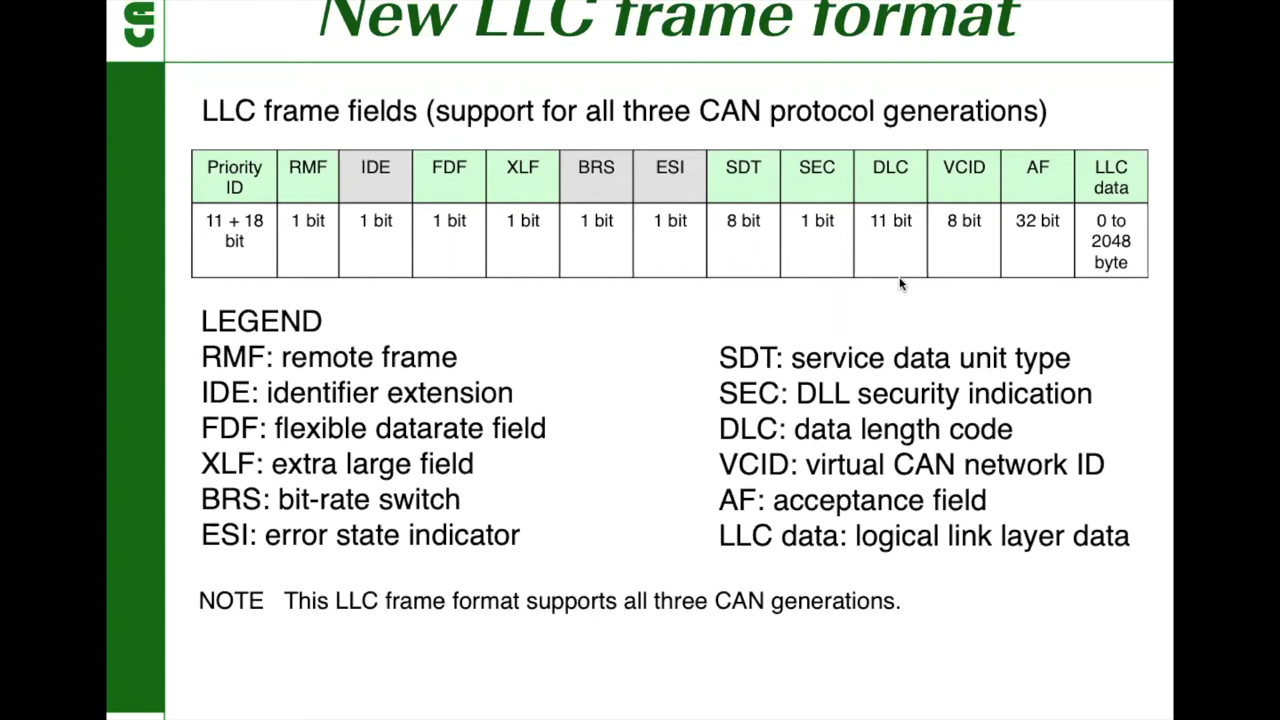 New LLC frame format
LLC frame fields (support for all three CAN protocol generations)
Priority ID RMF IDE FDF XLF BRS ESI SDT SEC DLC VCID AF LLC data
11 + 18 bit 1 bit 1 bit 1 bit 1 bit 1 bit 1 bit 8 bit 1 bit 11 bit 8 bit 32 bit 0 to 2048 byte
LEGEND
RMF: remote frame
IDE: identifier extension
FDF: flexible datarate field
XLF: extra large field
BRS: bit-rate switch
ESI: error state indicator
SDT: service data unit type
SEC: DLL security indication
DLC: data length code
VCID: virtual CAN network ID
AF: acceptance field
LLC data: logical link layer data
NOTE This LLC frame format supports all three CAN generations.